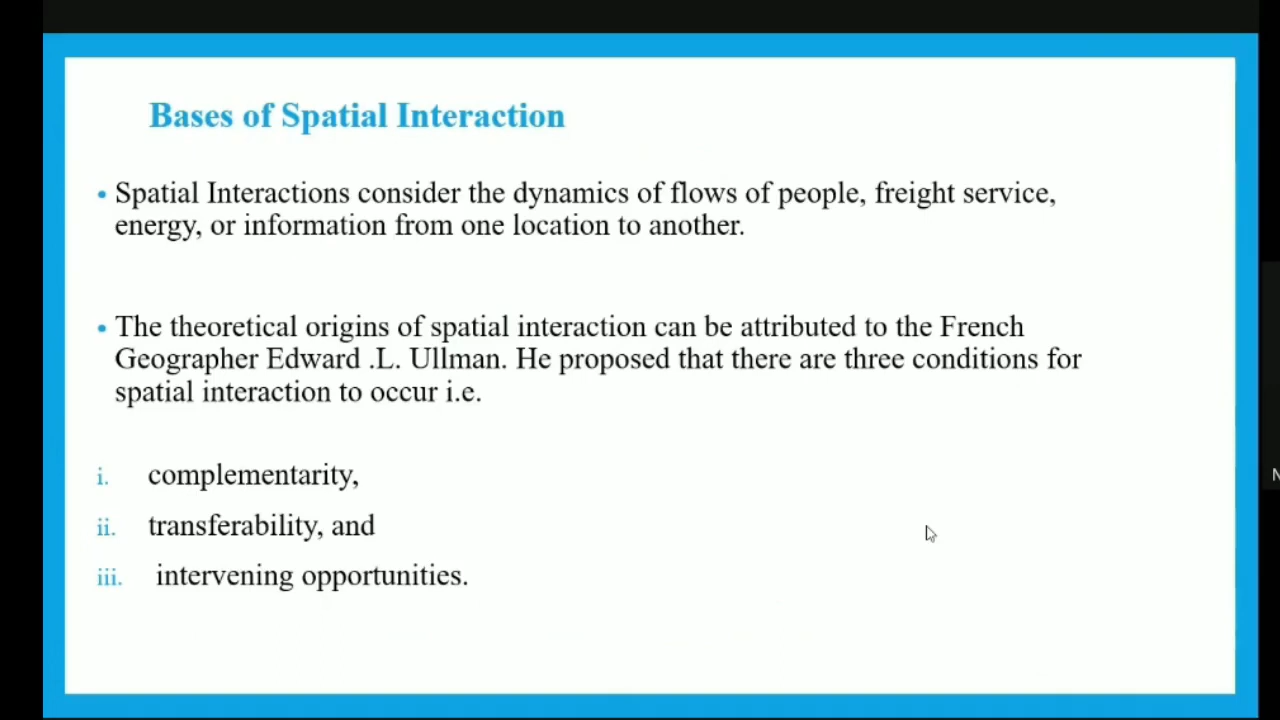 Bases of Spatial Interaction
• Spatial Interactions consider the dynamics of flows of people, freight service,
energy, or information from one location to another.
• The theoretical origins of spatial interaction can be attributed to the French
Geographer Edward .L. Ullman. He proposed that there are three conditions for
spatial interaction to occur i.e.
i. complementarity,
ii. transferability, and
iii. intervening opportunities.